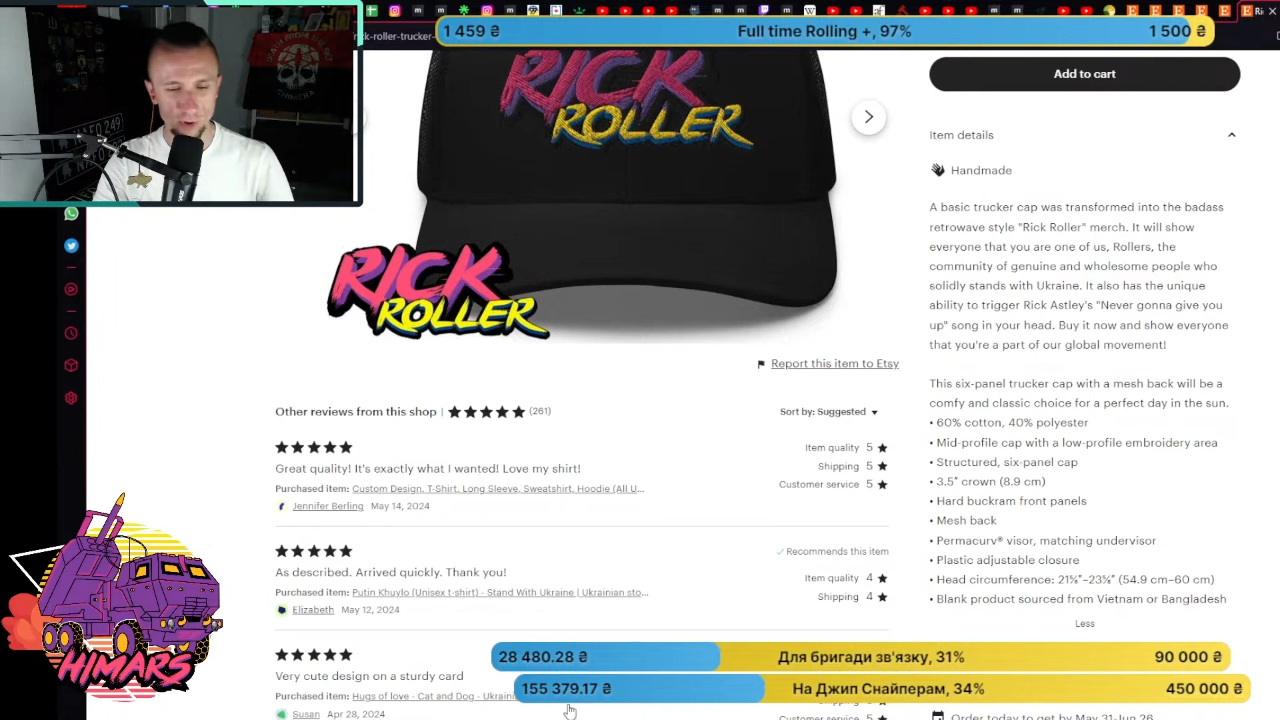 1 459 ₴ Full time Rolling +, 97% 1 500 ₴
ck-roller-trucker-
DEATH FROM
CHIMERA
NAFO 249
RICK
ROLLER
RICK
ROLLER
Report this item to Etsy
Other reviews from this shop | ★★★★★ (261)
Sort by: Suggested
★★★★★
Item quality 5 ★
Great quality! It's exactly what I wanted! Love my shirt!
Shipping 5 ★
Purchased item: Custom Design, T-Shirt, Long Sleeve, Sweatshirt, Hoodie (All U...
Customer service 5 ★
Jennifer Berling May 14, 2024
★★★★★
✓ Recommends this item
As described. Arrived quickly. Thank you!
Item quality 4 ★
Purchased item: Putin Khuylo (Unisex t-shirt) - Stand With Ukraine | Ukrainian sto...
Shipping 4 ★
Elizabeth May 12, 2024
★★★★★
Very cute design on a sturdy card
Purchased item: Hugs of love - Cat and Dog - Ukraini
Susan Apr 28, 2024
Customer service 5 ★
Add to cart
Item details
Handmade
A basic trucker cap was transformed into the badass
retrowave style "Rick Roller" merch. It will show
everyone that you are one of us, Rollers, the
community of genuine and wholesome people who
solidly stands with Ukraine. It also has the unique
ability to trigger Rick Astley's "Never gonna give you
up" song in your head. Buy it now and show everyone
that you're a part of our global movement!
This six-panel trucker cap with a mesh back will be a
comfy and classic choice for a perfect day in the sun.
• 60% cotton, 40% polyester
• Mid-profile cap with a low-profile embroidery area
• Structured, six-panel cap
• 3.5″ crown (8.9 cm)
• Hard buckram front panels
• Mesh back
• Permacurv® visor, matching undervisor
• Plastic adjustable closure
• Head circumference: 21⅝″–23⅝″ (54.9 cm–60 cm)
• Blank product sourced from Vietnam or Bangladesh
Less
Order today to get by May 31-Jun 26
HIMARS
28 480.28 ₴ Для бригади зв'язку, 31% 90 000 ₴
155 379.17 ₴ На Джип Снайперам, 34% 450 000 ₴